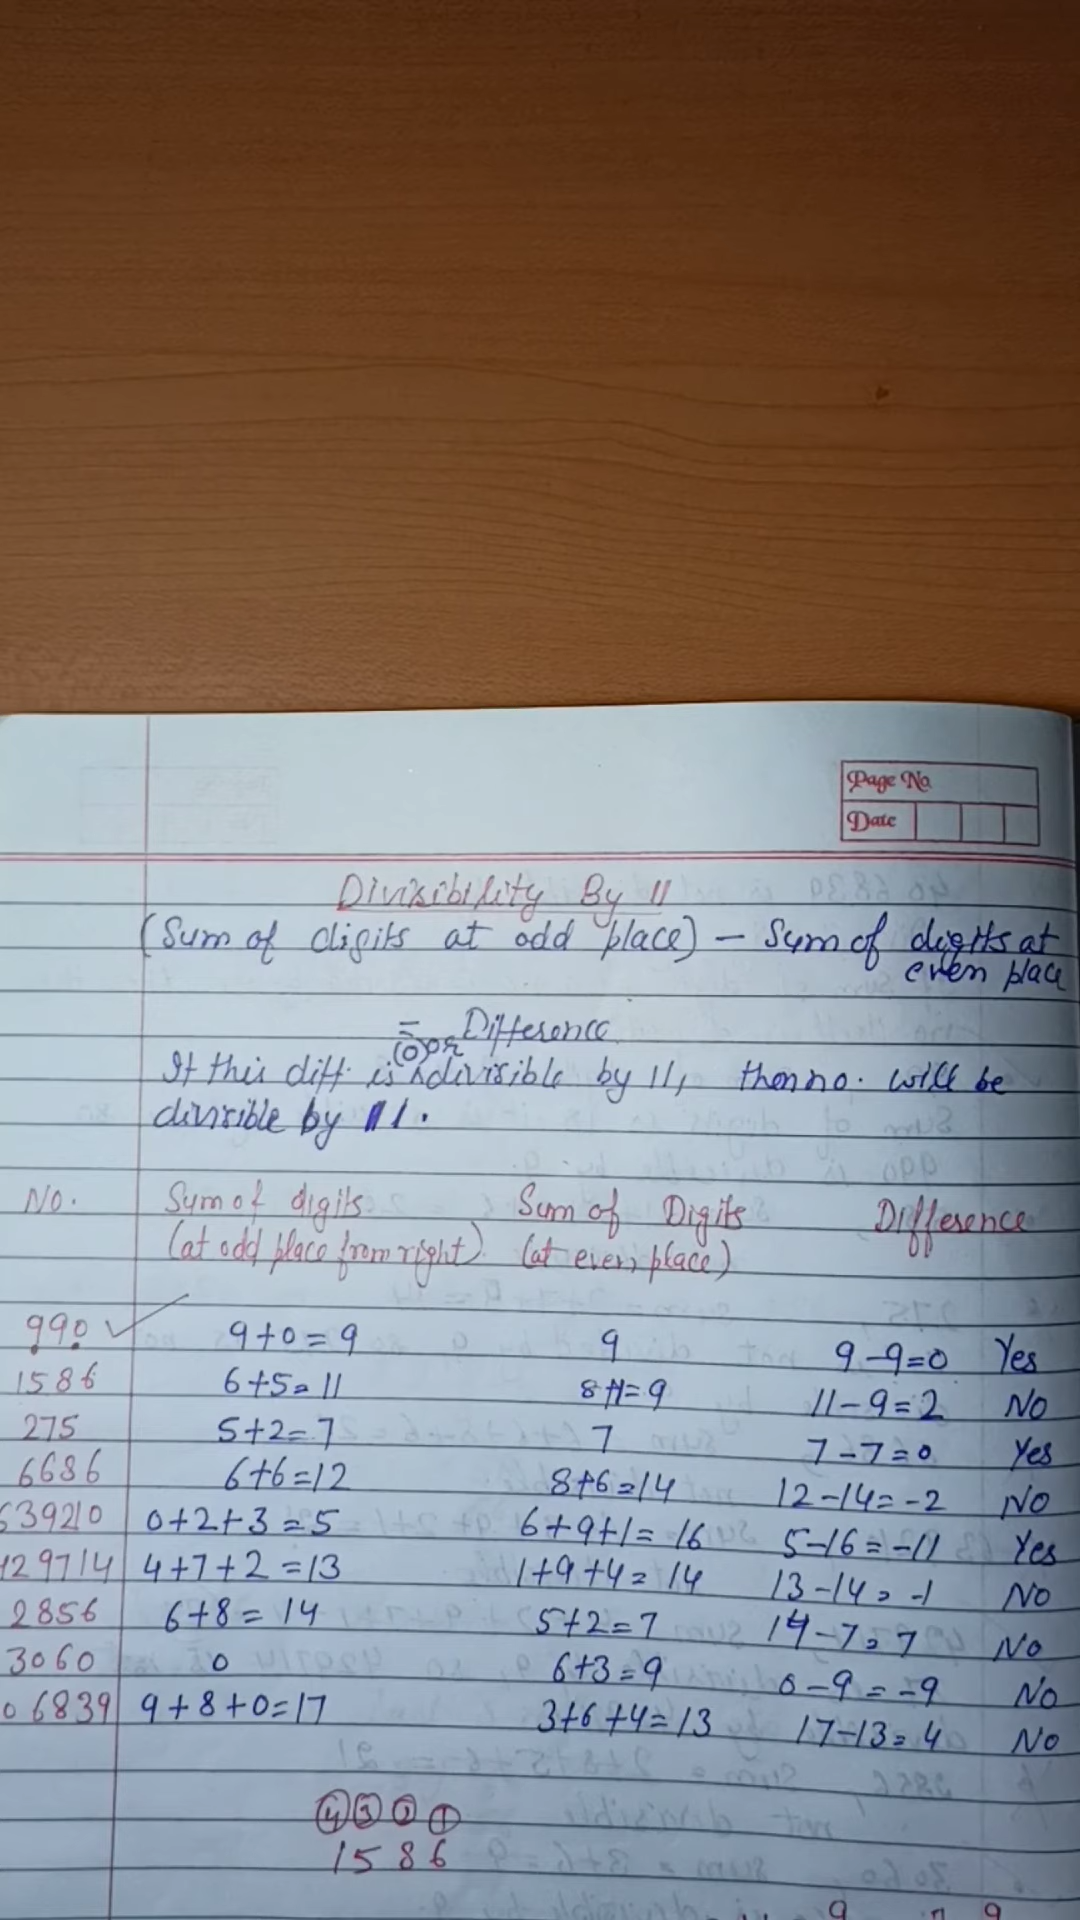 Page No.
Date
Divisibility By 11
(Sum of digits at odd place) – Sum of digits at
even place
= Difference
(0) or
If this diff. is divisible by 11, then no. will be
divisible by 11.
No. Sum of digits Sum of Digits Difference
(at odd place from right) (at even place)
990 ✓ 9+0=9 9 9-9=0 Yes
1586 6+5=11 8+1=9 11-9=2 No
275 5+2=7 7 7-7=0 Yes
6686 6+6=12 8+6=14 12-14=-2 No
639210 0+2+3=5 6+9+1=16 5-16=-11 Yes
429714 4+7+2=13 1+9+4=14 13-14=-1 No
2856 6+8=14 5+2=7 14-7=7 No
3060 0 6+3=9 0-9=-9 No
06839 9+8+0=17 3+6+4=13 17-13=4 No
④ ③ ② ①
1586